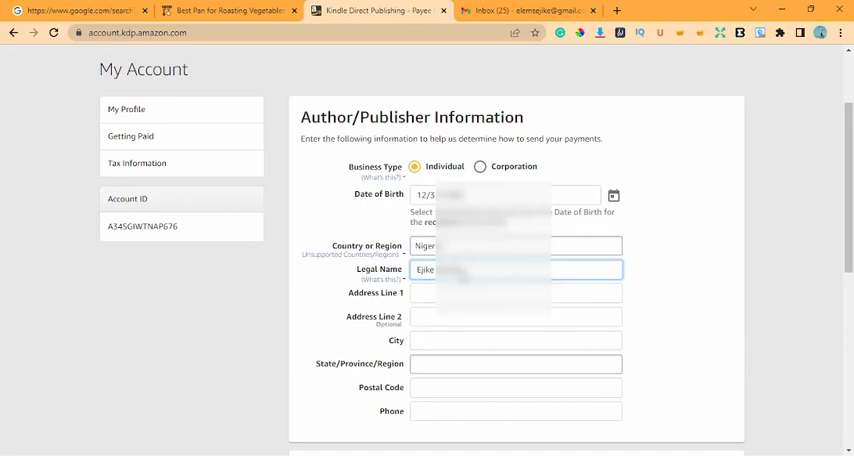 https://www.google.com/search
Best Pan for Roasting Vegetables
Kindle Direct Publishing - Payee
Inbox (25) - elemsejike@gmail.co
account.kdp.amazon.com
My Account
My Profile
Getting Paid
Tax Information
Account ID
A345GIWTNAP676
Author/Publisher Information
Enter the following information to help us determine how to send your payments.
Business Type Individual Corporation
(What's this?)
Date of Birth 12/3
Select Date of Birth for
the
Country or Region Niger
Unsupported Countries/Regions
Legal Name Ejike
(What's this?)
Address Line 1
Address Line 2
Optional
City
State/Province/Region
Postal Code
Phone